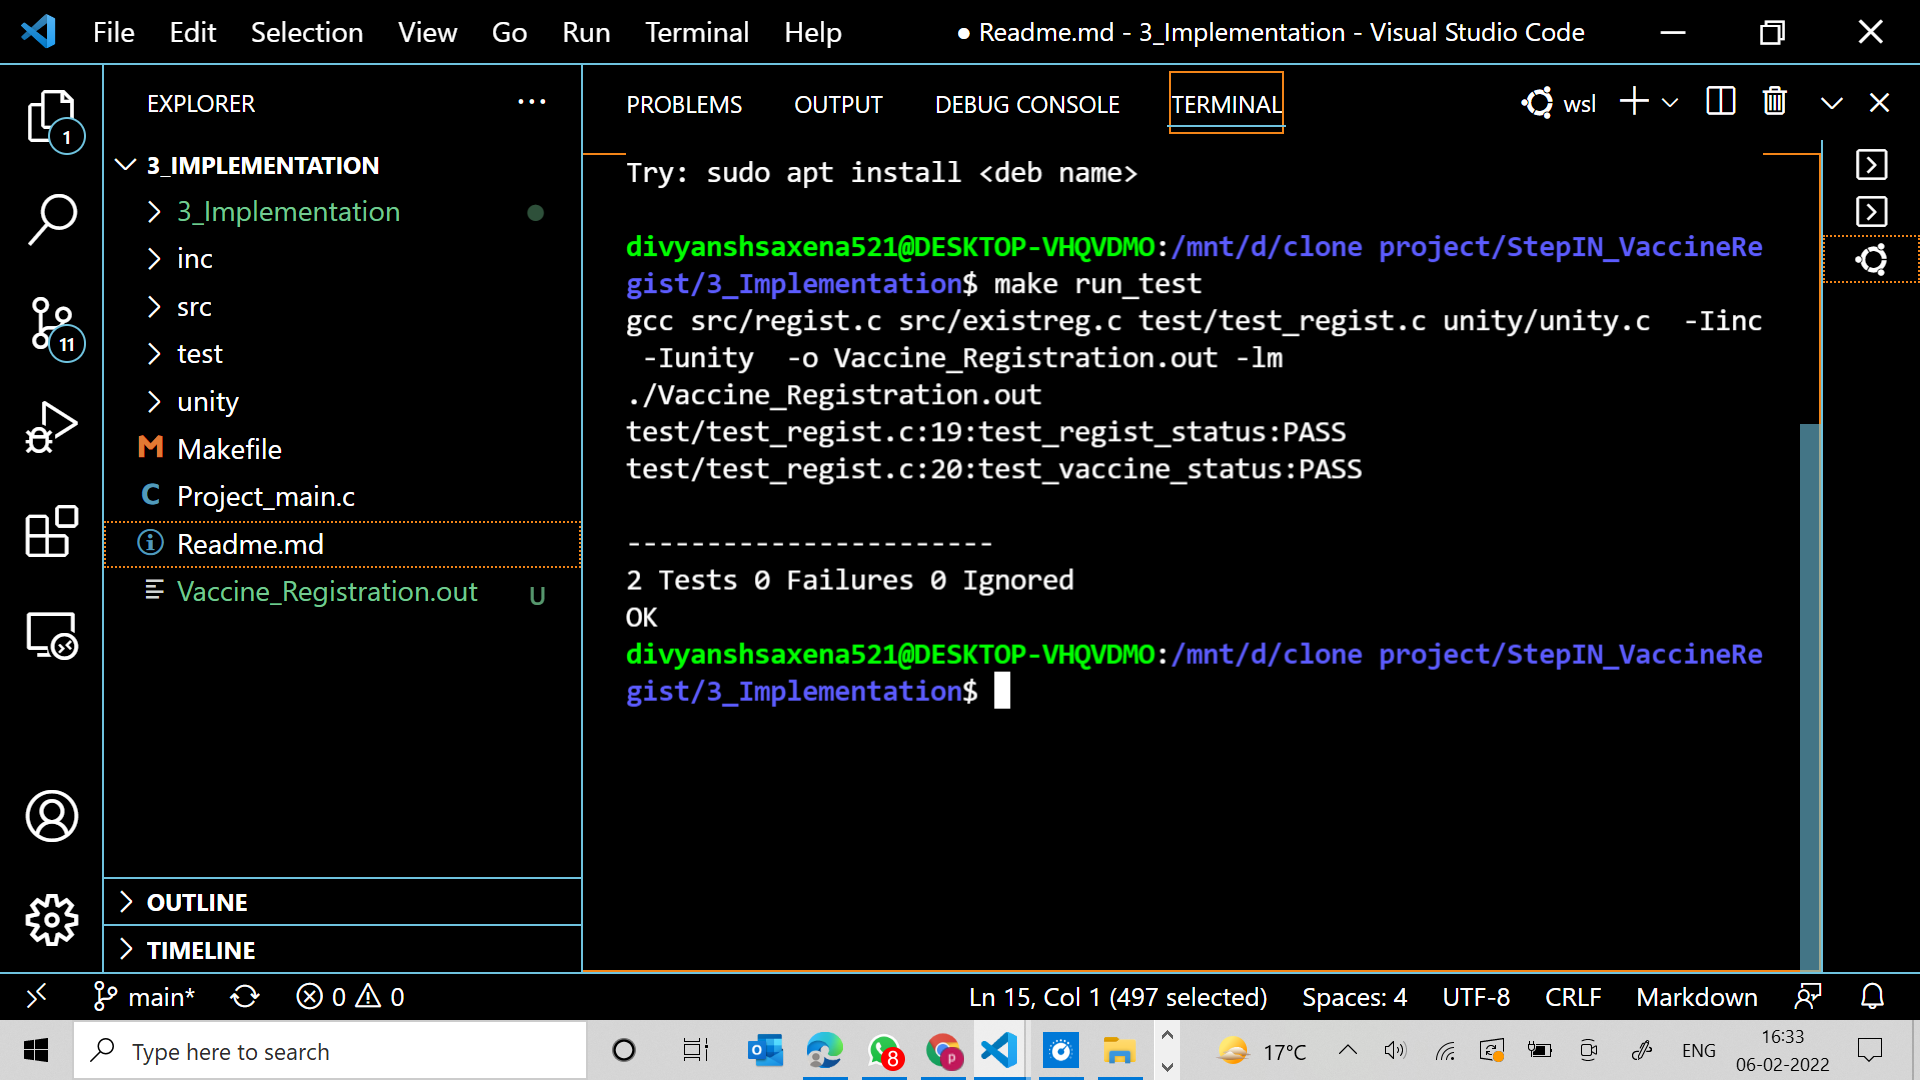 File Edit Selection View Go Run Terminal Help ● Readme.md - 3_Implementation - Visual Studio Code
EXPLORER ...
PROBLEMS OUTPUT DEBUG CONSOLE TERMINAL wsl
1
3_IMPLEMENTATION
3_Implementation
inc
src
test
11
unity
Makefile
C Project_main.c
Readme.md
Vaccine_Registration.out U
OUTLINE
TIMELINE
Try: sudo apt install <deb name>
divyanshsaxena521@DESKTOP-VHQVDMO:/mnt/d/clone project/StepIN_VaccineRe
gist/3_Implementation$ make run_test
gcc src/regist.c src/existreg.c test/test_regist.c unity/unity.c  -Iinc
 -Iunity  -o Vaccine_Registration.out -lm
./Vaccine_Registration.out
test/test_regist.c:19:test_regist_status:PASS
test/test_regist.c:20:test_vaccine_status:PASS
-----------------------
2 Tests 0 Failures 0 Ignored
OK
divyanshsaxena521@DESKTOP-VHQVDMO:/mnt/d/clone project/StepIN_VaccineRe
gist/3_Implementation$
main* 0 0 Ln 15, Col 1 (497 selected) Spaces: 4 UTF-8 CRLF Markdown
Type here to search 8 p 17°C ENG 16:33
06-02-2022